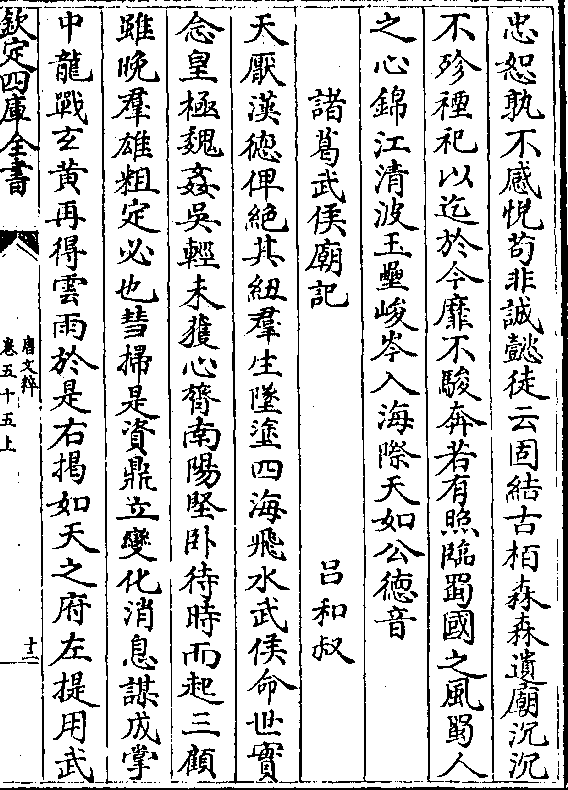 忠恕孰不感悅苟非誠懿徒云固結古栢森森遺廟沉沉
不殄禋祀以迄於今靡不駿奔若有照臨蜀國之風蜀人
之心錦江清波玉壘峻岑入海際天如公徳音
諸葛武侯廟記
呂和叔
天厭漢徳俾絶其紐羣生墜塗四海飛水武侯命世實
念皇極魏姦吳輕未獲心膂南陽堅卧待時而起三顧
雖晚羣雄粗定必也彗掃是資鼎立變化消息謀成掌
中龍戰玄黄再得雲雨於是右揭如天之府左提用武
欽定四庫全書
唐文粹
卷五十五上
十二